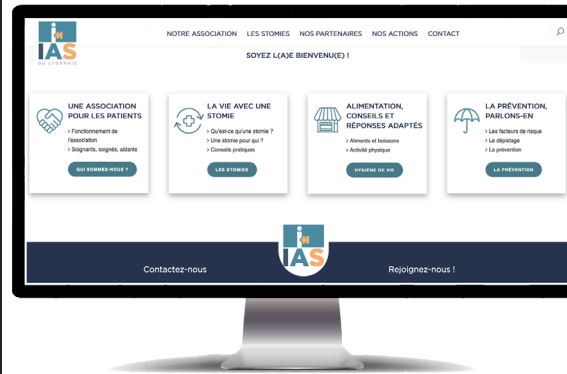 IAS
DU LYONNAIS
NOTRE ASSOCIATION LES STOMIES NOS PARTENAIRES NOS ACTIONS CONTACT
SOYEZ L(A)E BIENVENU(E) !
UNE ASSOCIATION
POUR LES PATIENTS
> Fonctionnement de
l'association
> Soignants, soignés, aidants
QUI SOMMES-NOUS ?
LA VIE AVEC UNE
STOMIE
> Qu'est-ce qu'une stomie ?
> Une stomie pour qui ?
> Conseils pratiques
LES STOMIES
ALIMENTATION,
CONSEILS ET
RÉPONSES ADAPTÉS
> Aliments et boissons
> Activité physique
HYGIÈNE DE VIE
LA PRÉVENTION,
PARLONS-EN
> Les facteurs de risque
> Le dépistage
> La prévention
LA PRÉVENTION
Contactez-nous
IAS
Rejoignez-nous !